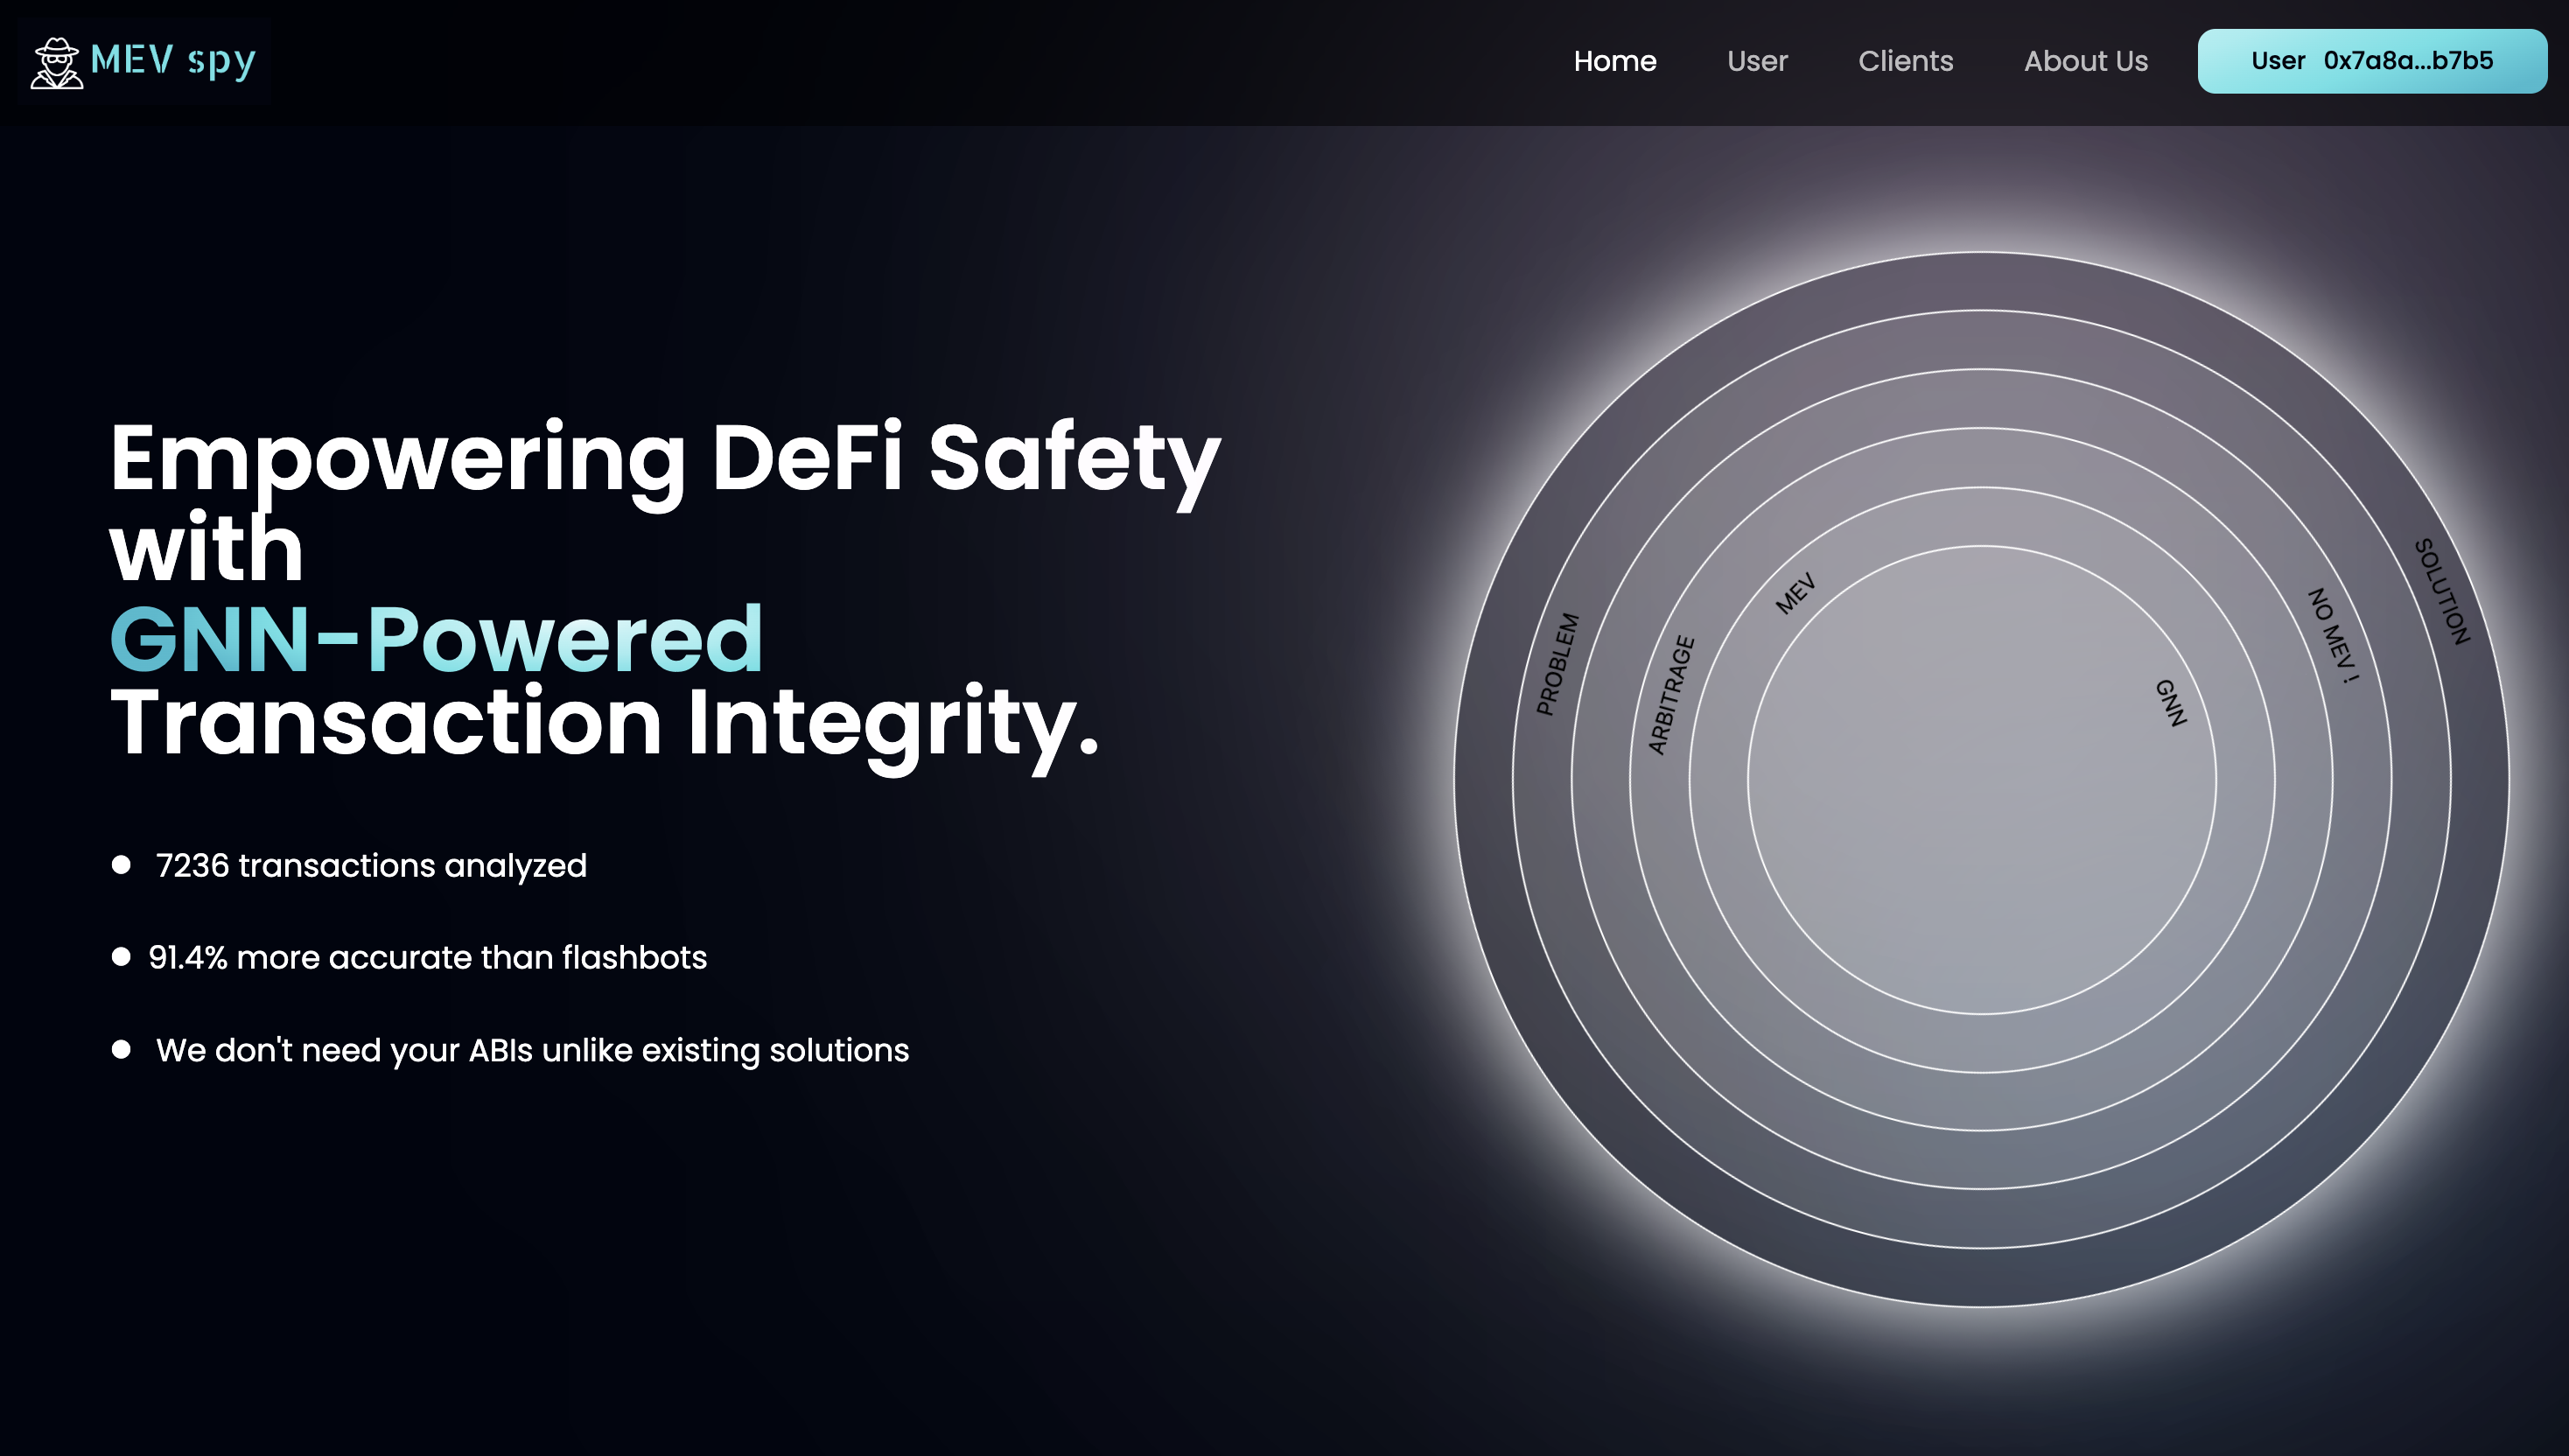 MEV spy
Home
User
Clients
About Us
User 0x7a8a...b7b5
Empowering DeFi Safety
with
GNN-Powered
Transaction Integrity.
7236 transactions analyzed
91.4% more accurate than flashbots
We don't need your ABIs unlike existing solutions
PROBLEM
ARBITRAGE
MEV
GNN
NO MEV !
SOLUTION